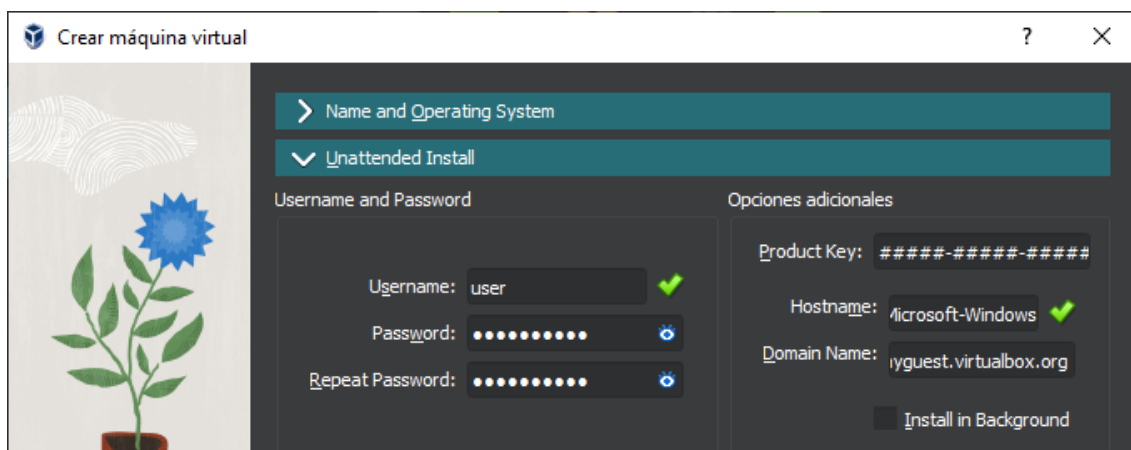 Crear máquina virtual
?
Name and Operating System
Unattended Install
Username and Password
Username: user
Password: ●●●●●●●●●●
Repeat Password: ●●●●●●●●●●
Opciones adicionales
Product Key: #####-#####-#####
Hostname: Microsoft-Windows
Domain Name: yguest.virtualbox.org
Install in Background